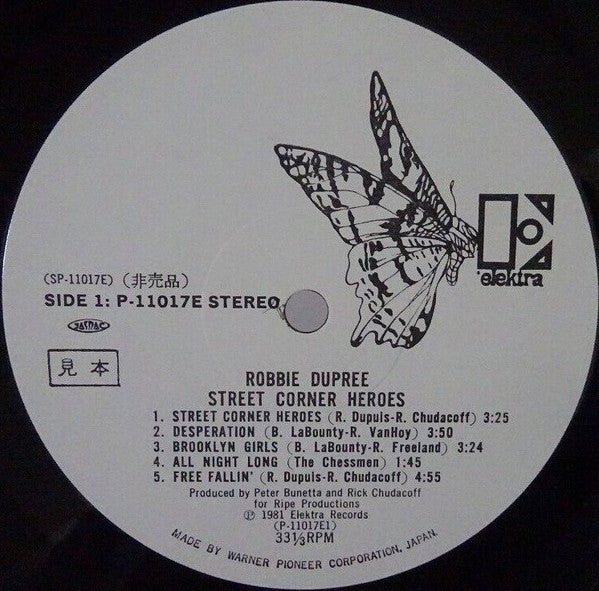 elektra
(SP-11017E) (非売品)
SIDE 1: P-11017E STEREO
JASRAC
見本
ROBBIE DUPREE
STREET CORNER HEROES
1. STREET CORNER HEROES (R. Dupuis-R. Chudacoff) 3:25
2. DESPERATION (B. LaBounty-R. VanHoy) 3:50
3. BROOKLYN GIRLS (B. LaBounty-R. Freeland) 3:24
4. ALL NIGHT LONG (The Chessmen) 1:45
5. FREE FALLIN' (R. Dupuis-R. Chudacoff) 4:55
Produced by Peter Bunetta and Rick Chudacoff
for Ripe Productions
Ⓟ 1981 Elektra Records
(P-11017E1)
33⅓RPM
MADE BY WARNER PIONEER CORPORATION, JAPAN.